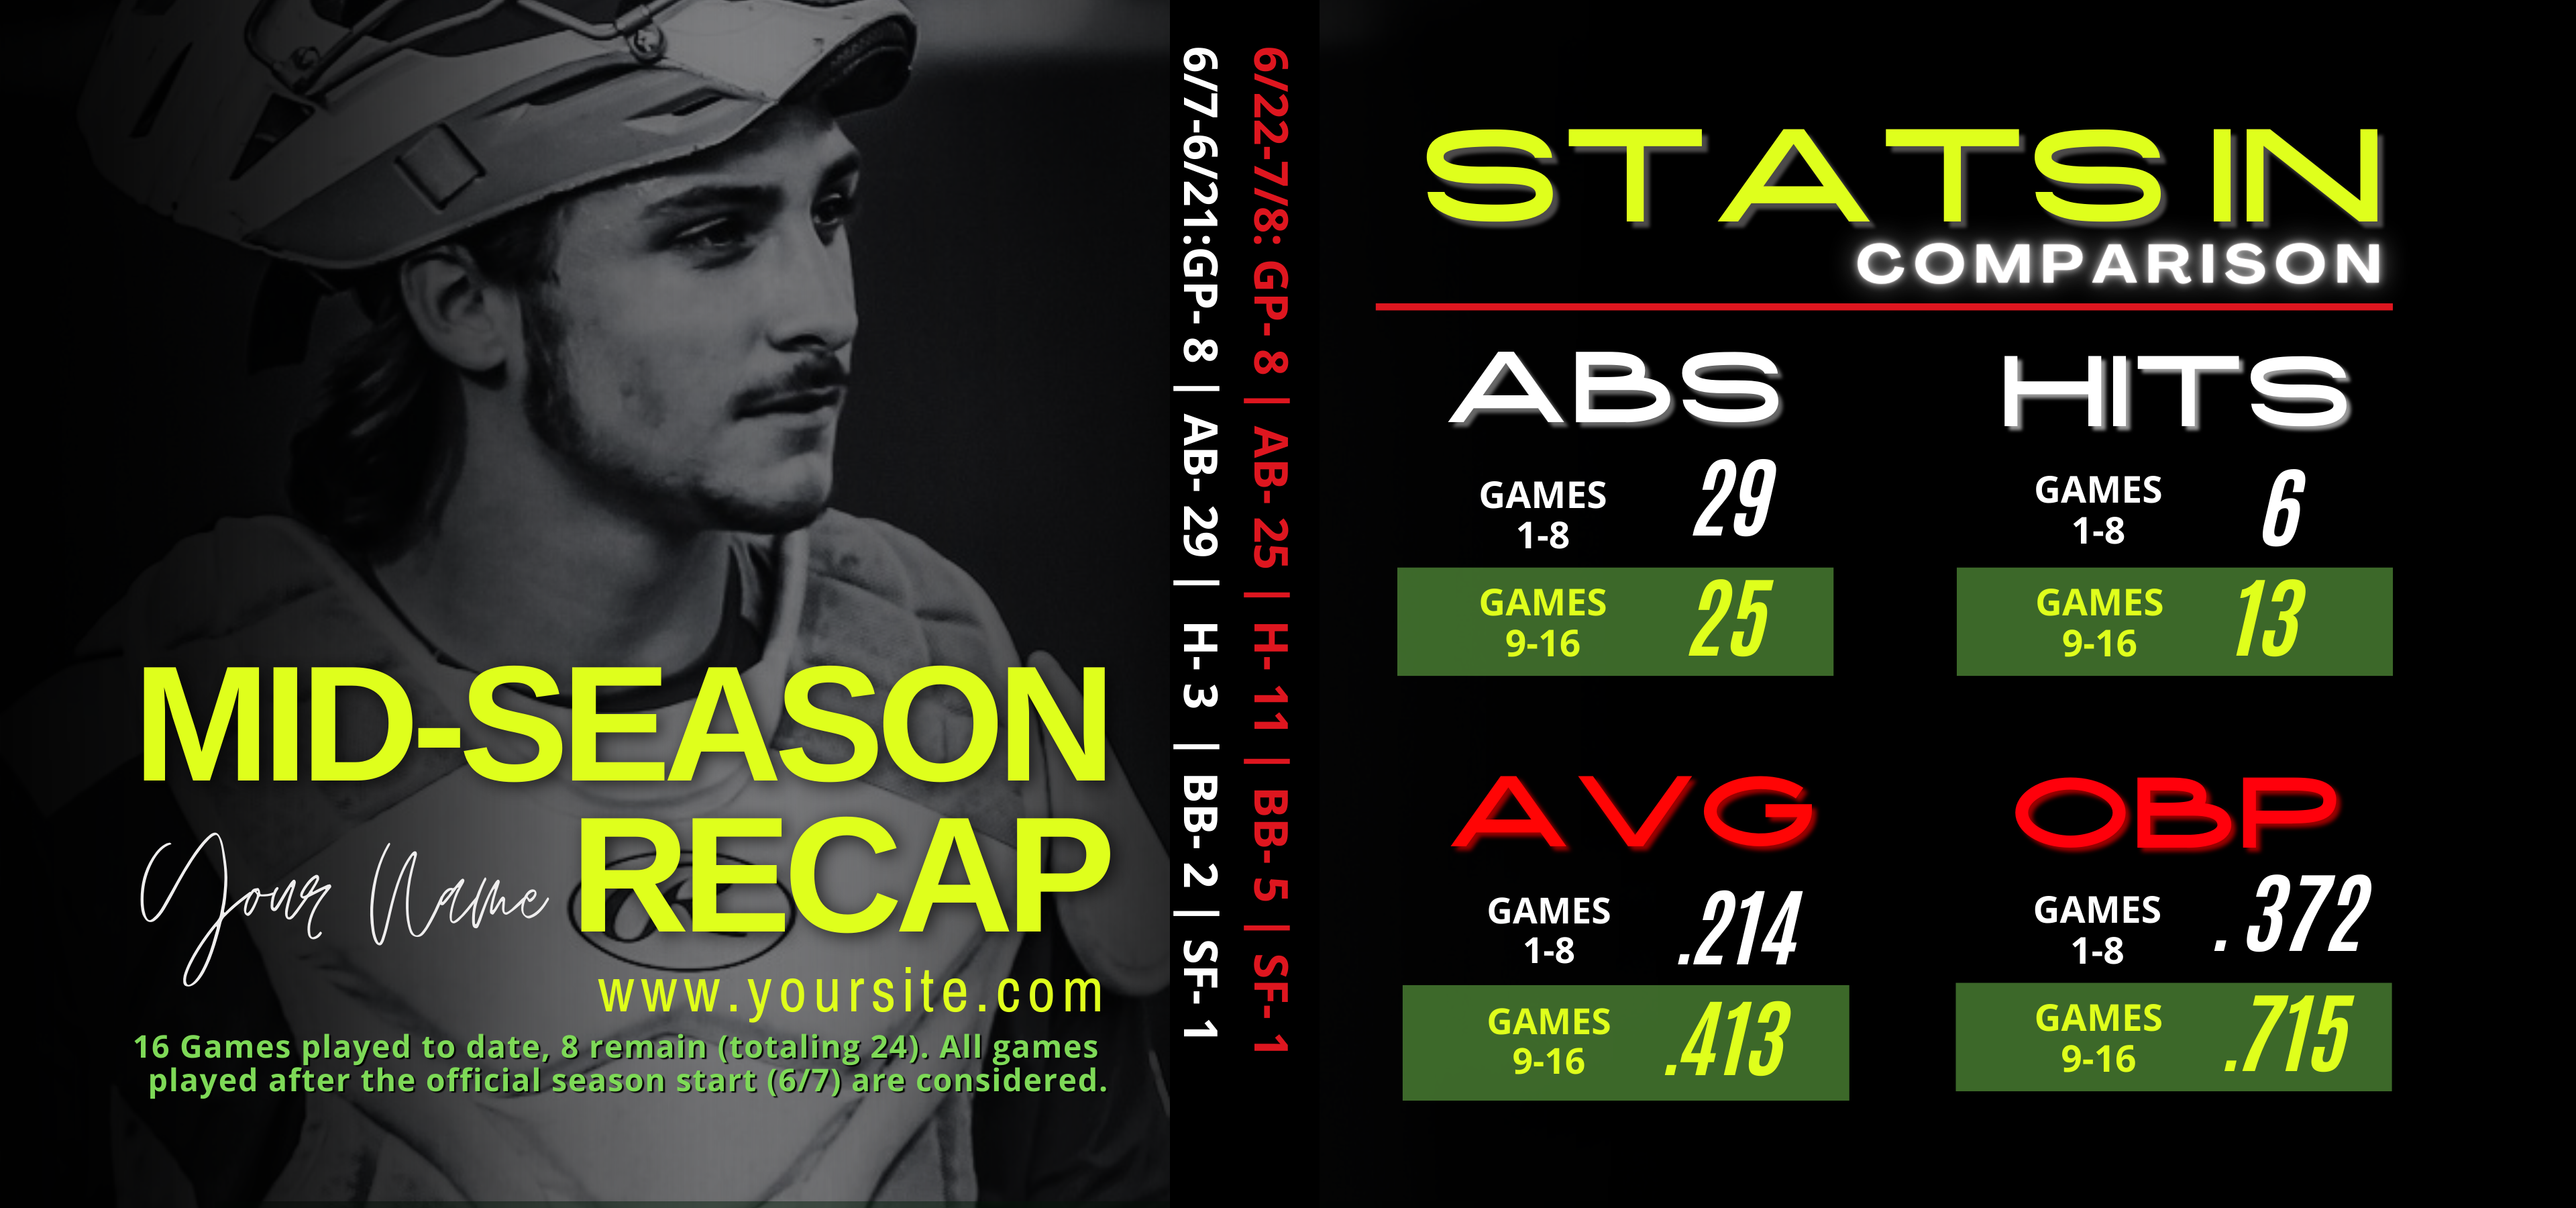 MID-SEASON
Your Name RECAP
www.yoursite.com
16 Games played to date, 8 remain (totaling 24). All games
played after the official season start (6/7) are considered.
6/22-7/8: GP- 8 | AB- 25 | H- 11 | BB- 5 | SF- 1
6/7-6/21:GP- 8 | AB- 29 | H- 3 | BB- 2 | SF- 1
STATS IN
COMPARISON
ABS
GAMES
1-8
29
GAMES
9-16
25
HITS
GAMES
1-8
6
GAMES
9-16
13
AVG
GAMES
1-8
.214
GAMES
9-16
.413
OBP
GAMES
1-8
. 372
GAMES
9-16
.715